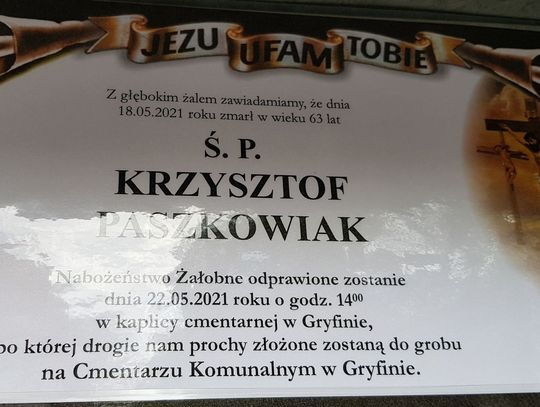 JEZU UFAM TOBIE
Z głębokim żalem zawiadamiamy, że dnia
18.05.2021 roku zmarł w wieku 63 lat
Ś. P.
KRZYSZTOF
PASZKOWIAK
Nabożeństwo Żałobne odprawione zostanie
dnia 22.05.2021 roku o godz. 14⁰⁰
w kaplicy cmentarnej w Gryfinie,
po której drogie nam prochy złożone zostaną do grobu
na Cmentarzu Komunalnym w Gryfinie.